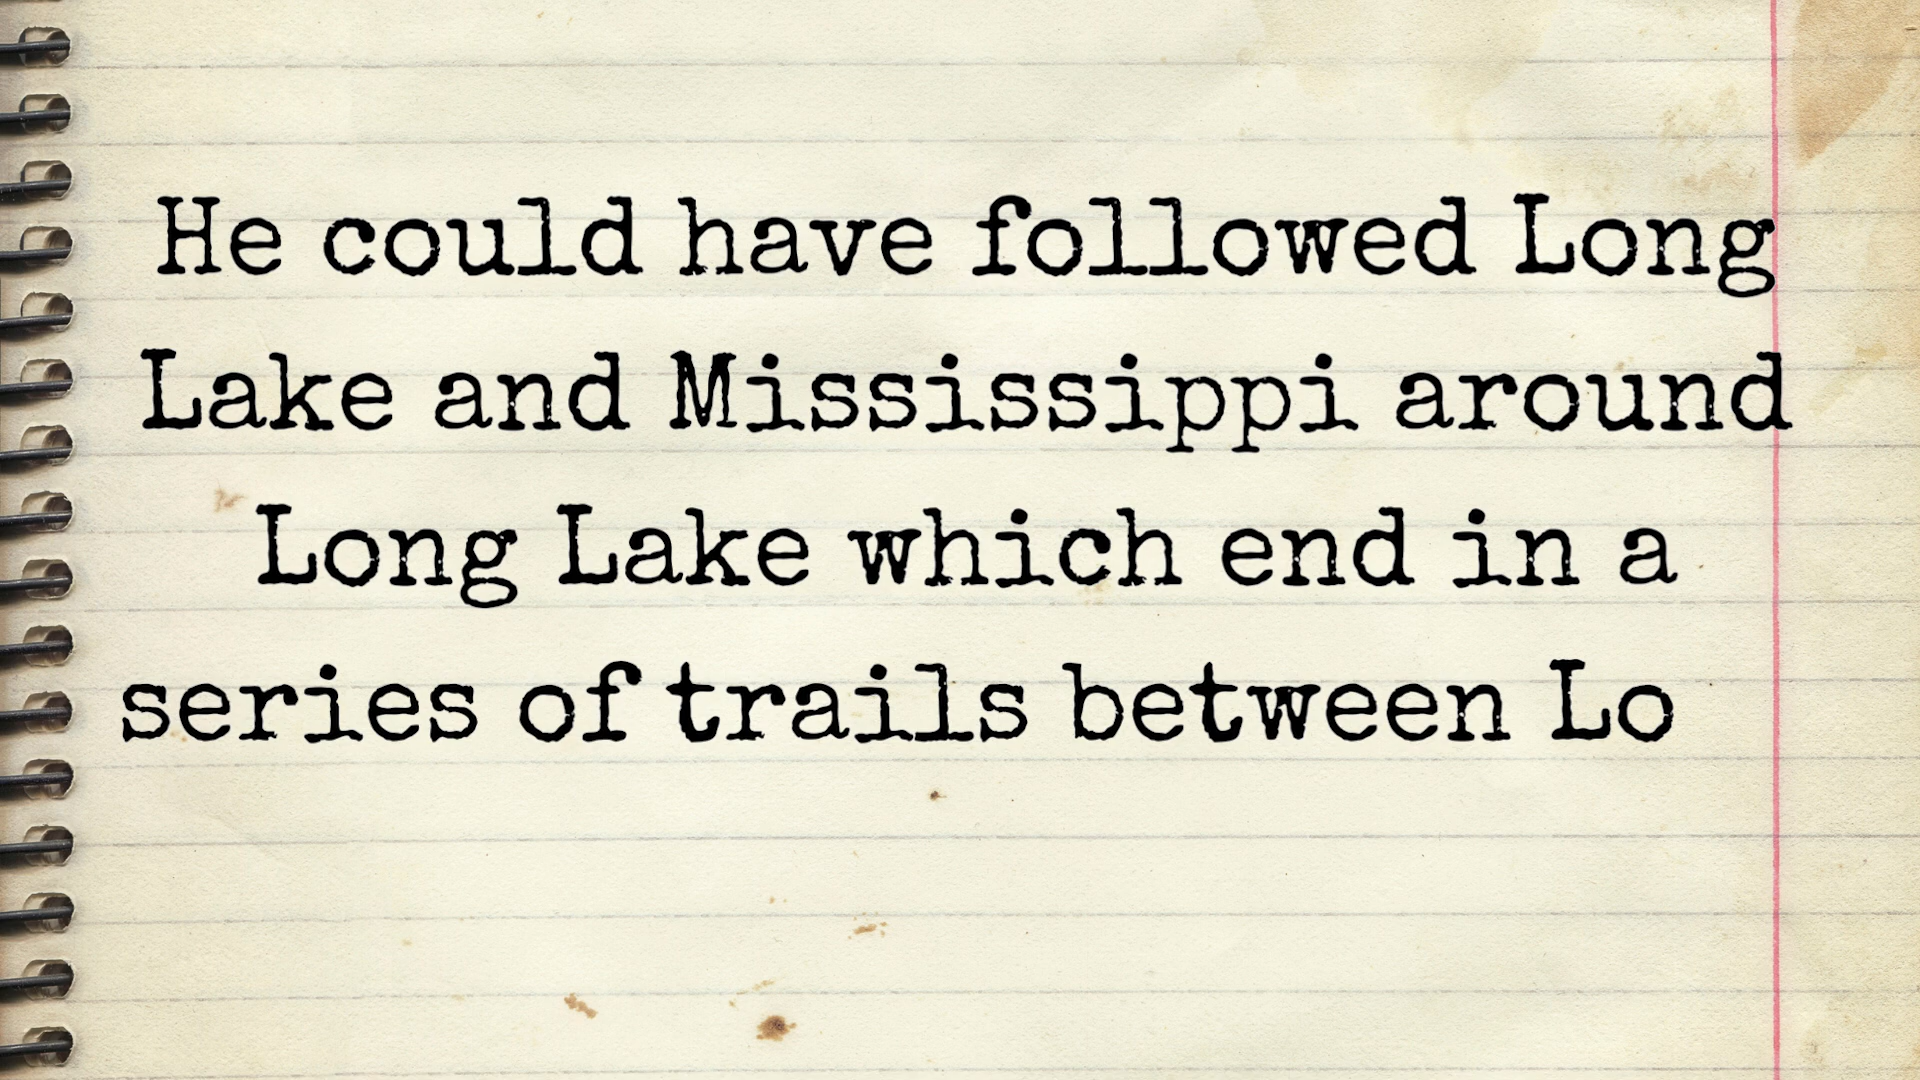 He could have followed Long
Lake and Mississippi around
Long Lake which end in a
series of trails between Lo